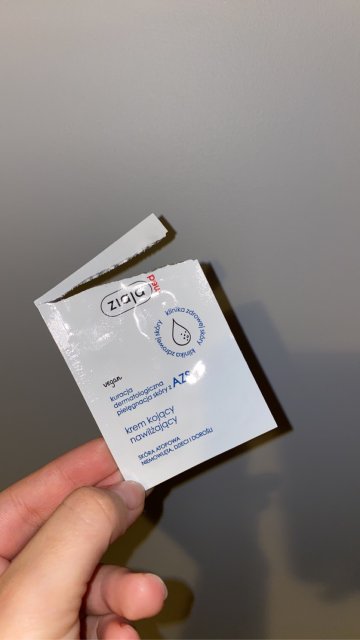 ziaja
med
klinika zdrowej skóry
klinika zdrowej skóry
vegan
kuracja
dermatologiczna
pielęgnacja skóry z AZS
krem kojący
nawilżający
SKÓRA ATOPOWA
NIEMOWLĘTA, DZIECI I DOROŚLI